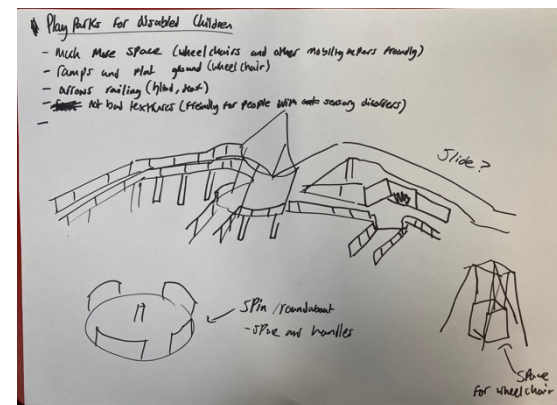 Play Parks for disabled Children
- Much More space (wheelchairs and other mobility helpers friendly)
- ramps and flat ground (wheel chair)
- arrows railing (blind, deaf)
- not bad textures (friendly for people with sensory disorders)
-
Slide?
Spin/roundabout
- space and handles
Space
for wheelchair